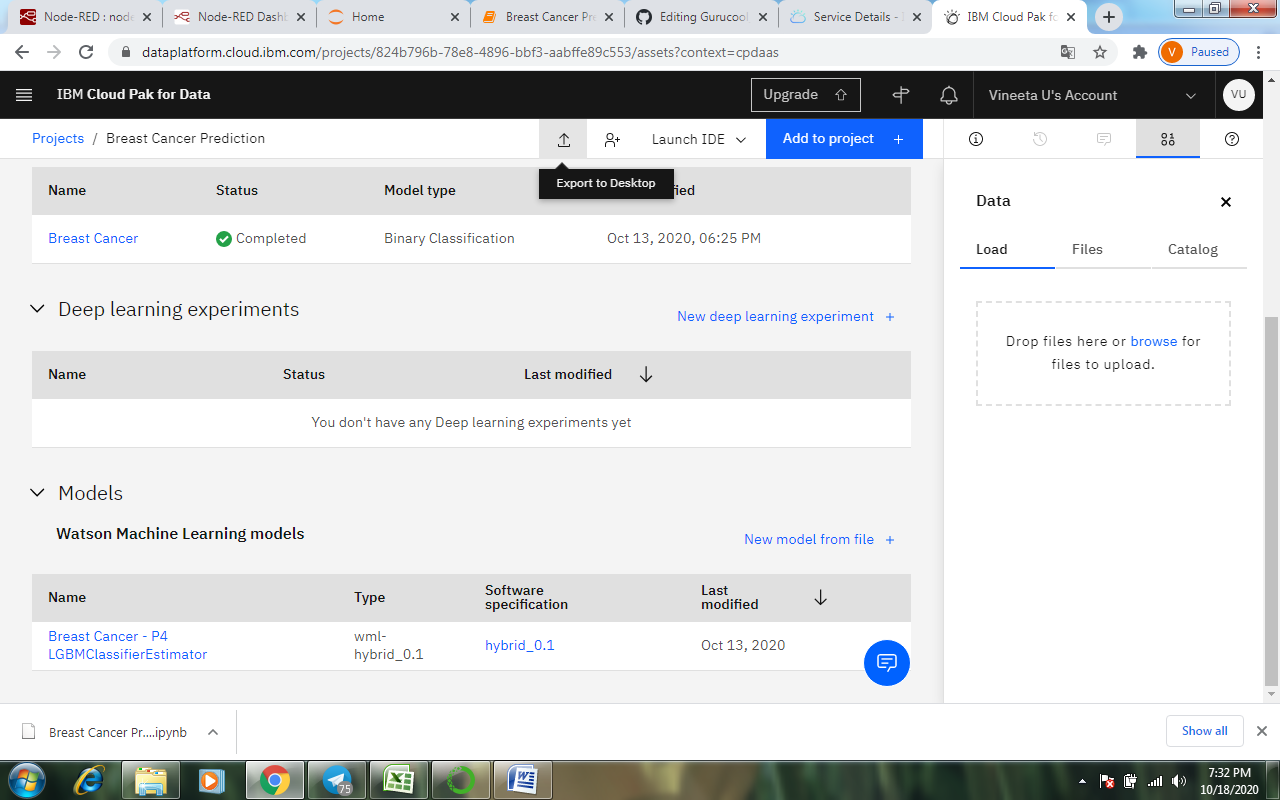 Node-RED : node
Node-RED Dashb
Home
Breast Cancer Pre
Editing Gurucool
Service Details -
IBM Cloud Pak fo
dataplatform.cloud.ibm.com/projects/824b796b-78e8-4896-bbf3-aabffe89c553/assets?context=cpdaas
V Paused
IBM Cloud Pak for Data
Upgrade
Vineeta U's Account
VU
Projects / Breast Cancer Prediction
Launch IDE
Add to project +
Export to Desktop
Name Status Model type
Breast Cancer Completed Binary Classification Oct 13, 2020, 06:25 PM
Deep learning experiments
New deep learning experiment +
Name Status Last modified
You don't have any Deep learning experiments yet
Models
Watson Machine Learning models
New model from file +
Name Type Software specification Last modified
Breast Cancer - P4
LGBMClassifierEstimator
wml-
hybrid_0.1
hybrid_0.1
Oct 13, 2020
Data
Load Files Catalog
Drop files here or browse for
files to upload.
Breast Cancer Pr....ipynb
Show all
75
7:32 PM
10/18/2020